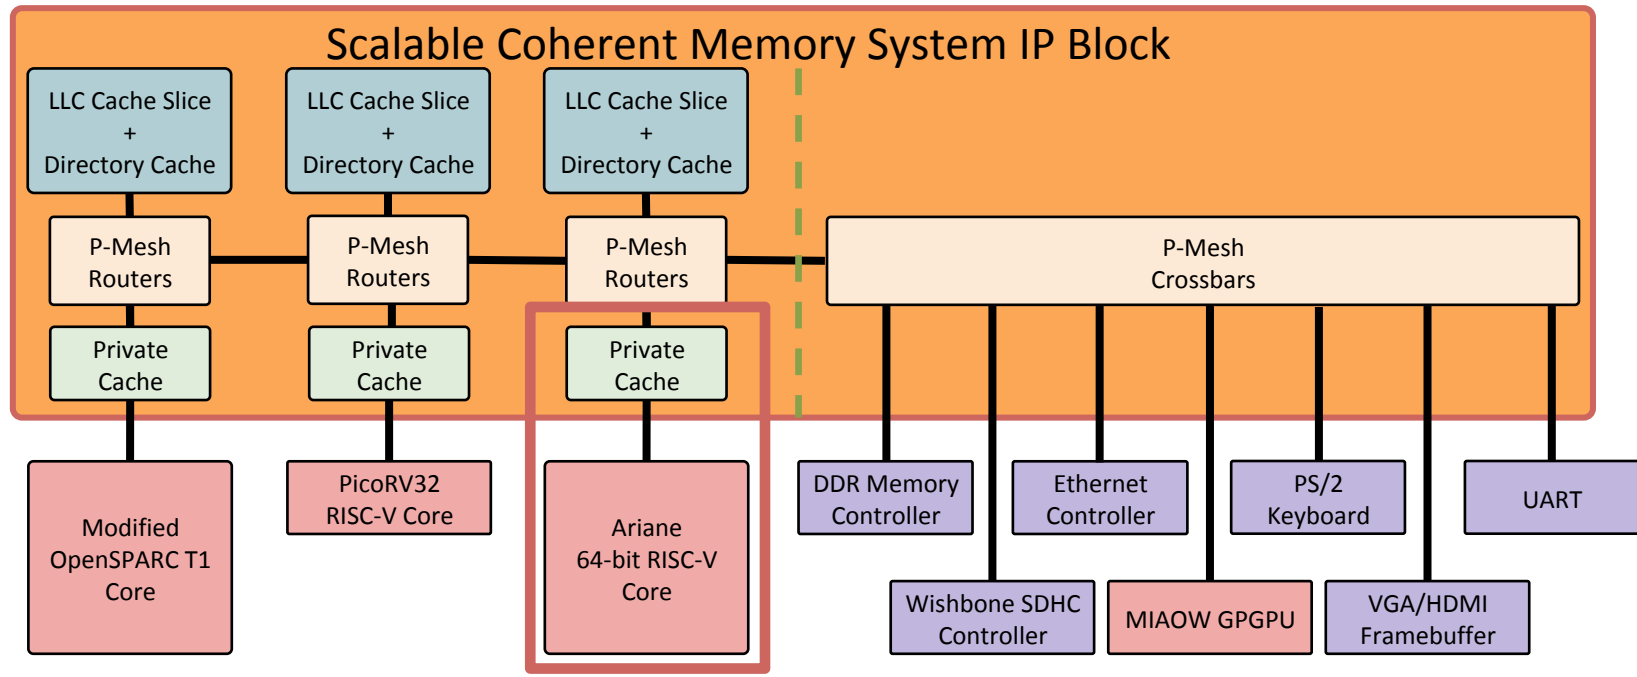 Scalable Coherent Memory System IP Block
LLC Cache Slice
+
Directory Cache
LLC Cache Slice
+
Directory Cache
LLC Cache Slice
+
Directory Cache
P-Mesh
Routers
P-Mesh
Routers
P-Mesh
Routers
P-Mesh
Crossbars
Private
Cache
Private
Cache
Private
Cache
Modified
OpenSPARC T1
Core
PicoRV32
RISC-V Core
Ariane
64-bit RISC-V
Core
DDR Memory
Controller
Ethernet
Controller
PS/2
Keyboard
UART
Wishbone SDHC
Controller
MIAOW GPGPU
VGA/HDMI
Framebuffer